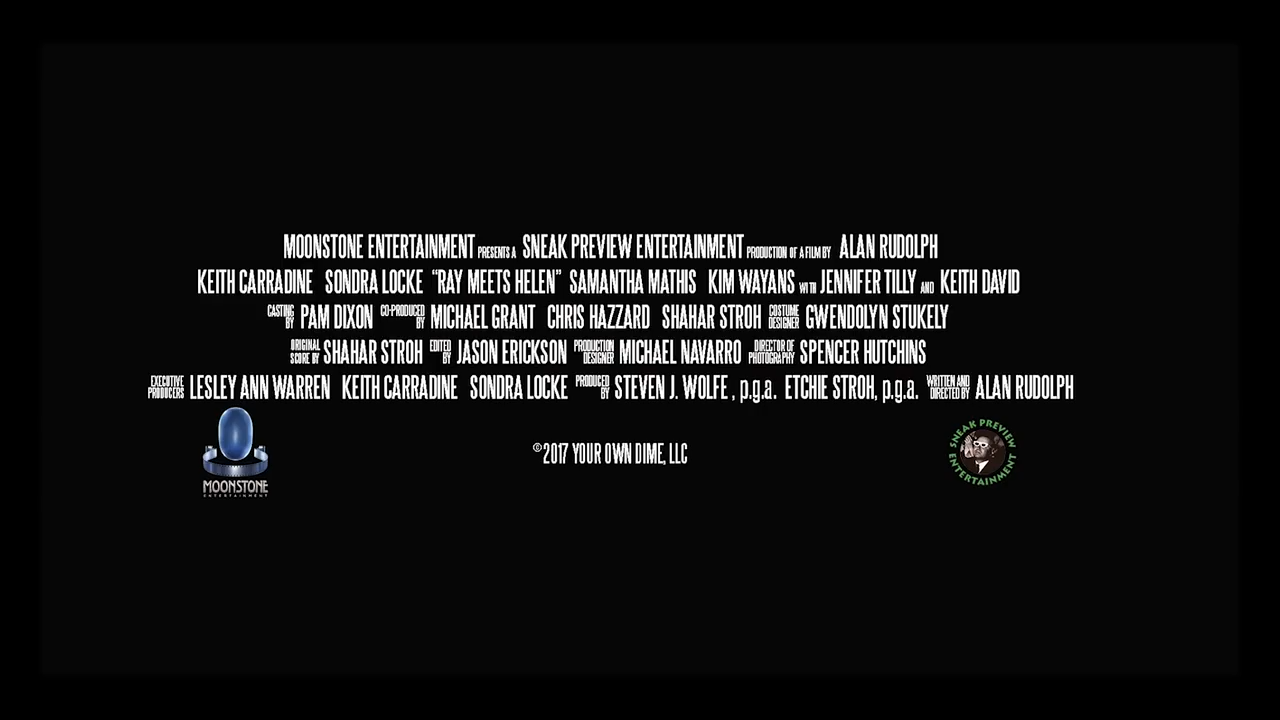 MOONSTONE ENTERTAINMENT PRESENTS A SNEAK PREVIEW ENTERTAINMENT PRODUCTION OF A FILM BY ALAN RUDOLPH
KEITH CARRADINE SONDRA LOCKE "RAY MEETS HELEN" SAMANTHA MATHIS KIM WAYANS WITH JENNIFER TILLY AND KEITH DAVID
CASTING BY PAM DIXON CO-PRODUCED BY MICHAEL GRANT CHRIS HAZZARD SHAHAR STROH COSTUME DESIGNER GWENDOLYN STUKELY
ORIGINAL SCORE BY SHAHAR STROH EDITED BY JASON ERICKSON PRODUCTION DESIGNER MICHAEL NAVARRO DIRECTOR OF PHOTOGRAPHY SPENCER HUTCHINS
EXECUTIVE PRODUCERS LESLEY ANN WARREN KEITH CARRADINE SONDRA LOCKE PRODUCED BY STEVEN J. WOLFE , p.g.a. ETCHIE STROH, p.g.a. WRITTEN AND DIRECTED BY ALAN RUDOLPH
MOONSTONE
ENTERTAINMENT
©2017 YOUR OWN DIME, LLC
SNEAK PREVIEW
ENTERTAINMENT